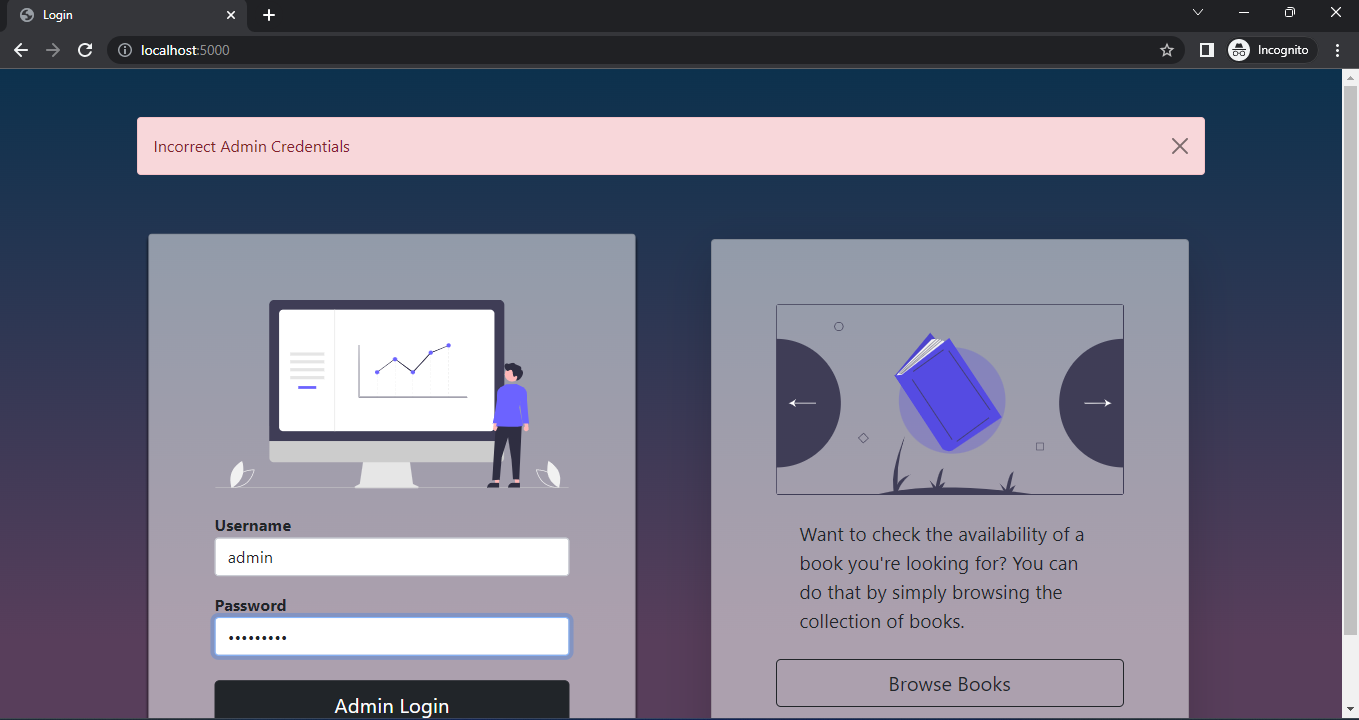 Login
localhost:5000
Incognito
Incorrect Admin Credentials
Username
admin
Password
•••••••••
Admin Login
Want to check the availability of a
book you're looking for? You can
do that by simply browsing the
collection of books.
Browse Books